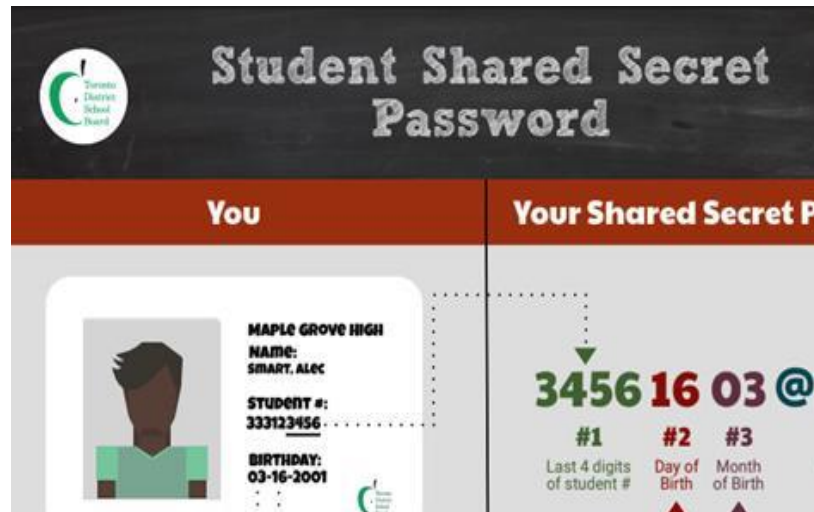 Toronto
District
School
Board
Student Shared Secret
Password
You
Your Shared Secret P
MAPLE GROVE HIGH
NAME:
SMART, ALEC
STUDENT #:
333123456
BIRTHDAY:
03-16-2001
3456 16 03 @
#1 #2 #3
Last 4 digits of student #
Day of Birth
Month of Birth